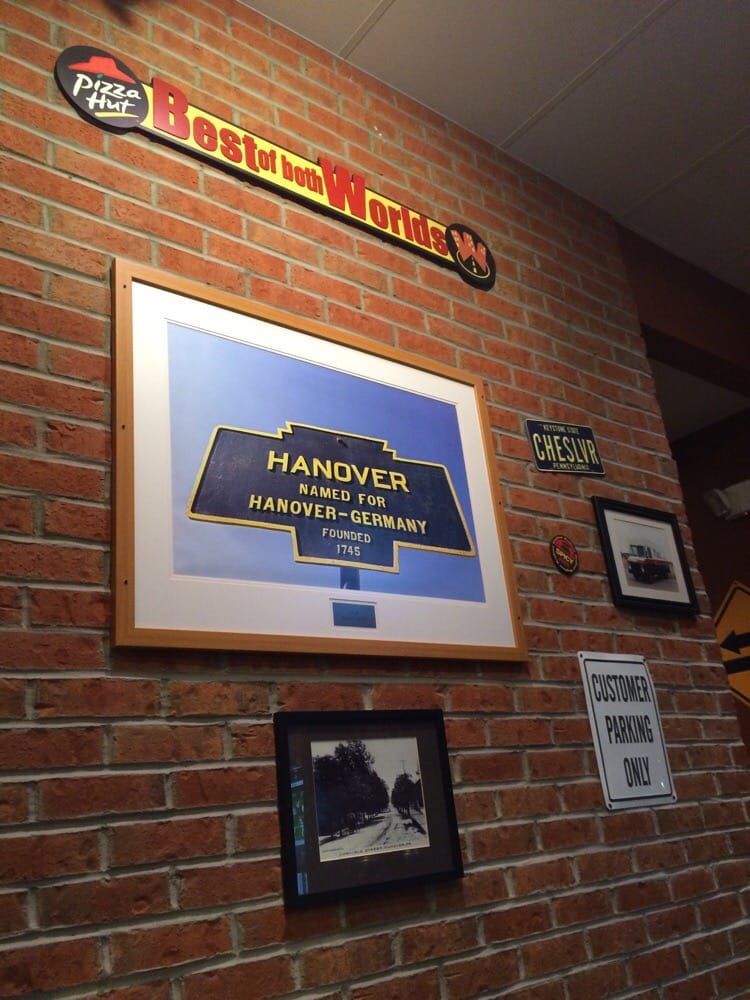 Pizza
Hut
Best of both Worlds
W
HANOVER
NAMED FOR
HANOVER-GERMANY
FOUNDED
1745
KEYSTONE STATE
CHESLVR
PENNSYLVANIA
CUSTOMER
PARKING
ONLY